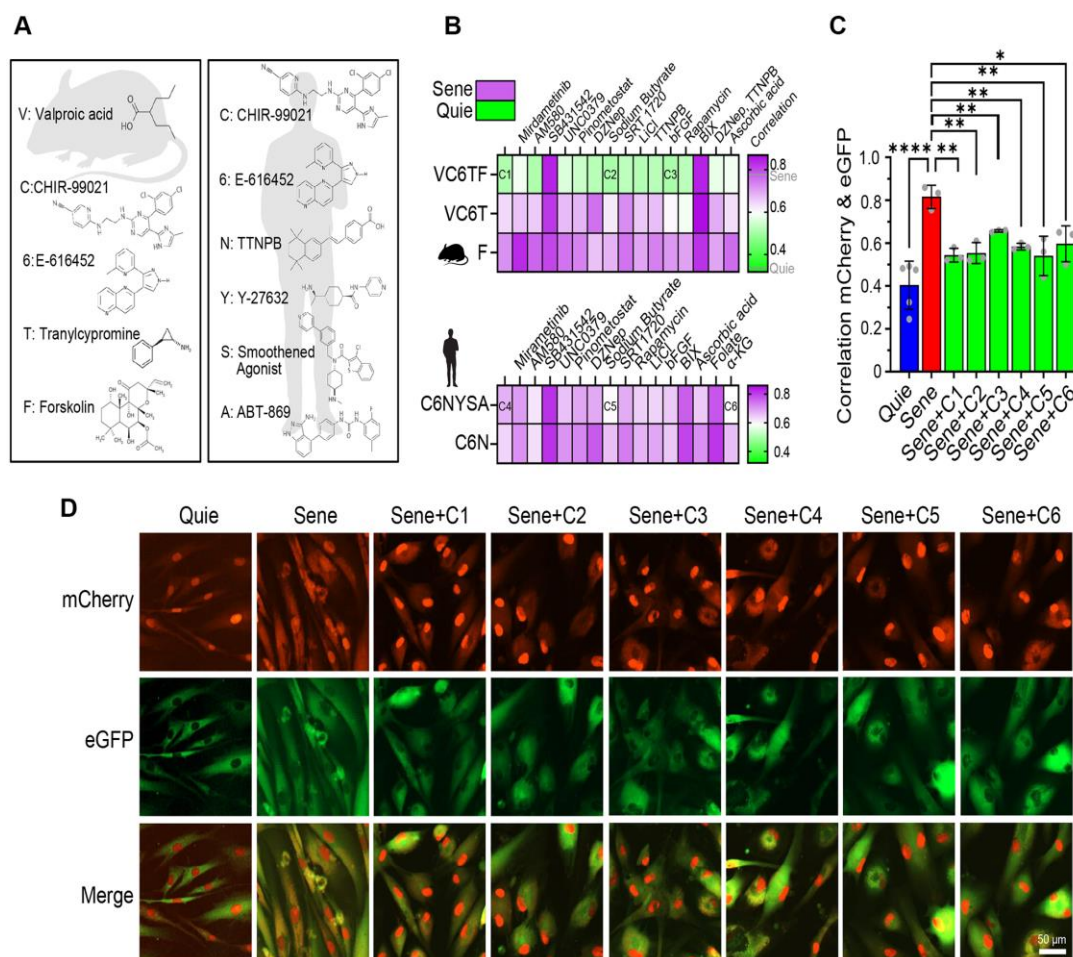 A
V: Valproic acid
C:CHIR-99021
6: E-616452
T: Tranylcypromine
F: Forskolin
C: CHIR-99021
6: E-616452
N: TTNPB
Y: Y-27632
S: Smoothened
Agonist
A: ABT-869
B
Sene
Quie
Mirdametinib
AM580
SB431542
UNC0379
Pinometostat
DZNep
Sodium Butyrate
SRT1720
LiCl
TTNPB
bFGF
Rapamycin
BIX
DZNep, TTNPB
Ascorbic acid
Correlation
VC6TF
C1
C2
C3
VC6T
F
0.8
Sene
0.6
0.4
Quie
Mirametinib
AM580
SB431542
UNC0379
Pinometostat
DZNep
Sodium Butyrate
SRT1720
Rapamycin
LiCl
bFGF
BIX
Ascorbic acid
Folate
α-KG
C6NYSA
C4
C5
C6
C6N
0.8
0.6
0.4
C
Correlation mCherry & eGFP
1.0
0.8
0.6
0.4
0.2
0
****
**
**
**
**
**
*
Quie
Sene
Sene+C1
Sene+C2
Sene+C3
Sene+C4
Sene+C5
Sene+C6
D
Quie
Sene
Sene+C1
Sene+C2
Sene+C3
Sene+C4
Sene+C5
Sene+C6
mCherry
eGFP
Merge
50 µm